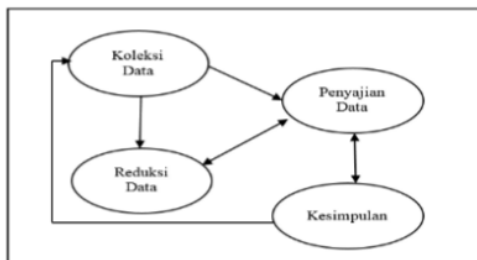 Koleksi
Data
Penyajian
Data
Reduksi
Data
Kesimpulan